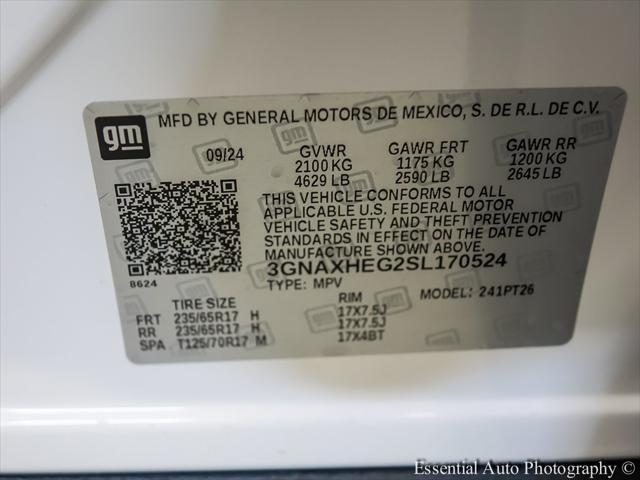 gm MFD BY GENERAL MOTORS DE MEXICO, S. DE R.L. DE C.V.
09/24 GVWR GAWR FRT GAWR RR
2100 KG 1175 KG 1200 KG
4629 LB 2590 LB 2645 LB
THIS VEHICLE CONFORMS TO ALL
APPLICABLE U.S. FEDERAL MOTOR
VEHICLE SAFETY AND THEFT PREVENTION
STANDARDS IN EFFECT ON THE DATE OF
MANUFACTURE SHOWN ABOVE.
3GNAXHEG2SL170524
8624 TYPE: MPV MODEL: 241PT26
TIRE SIZE RIM
FRT 235/65R17 H 17X7.5J
RR 235/65R17 H 17X7.5J
SPA T125/70R17 M 17X4BT
Essential Auto Photography ©